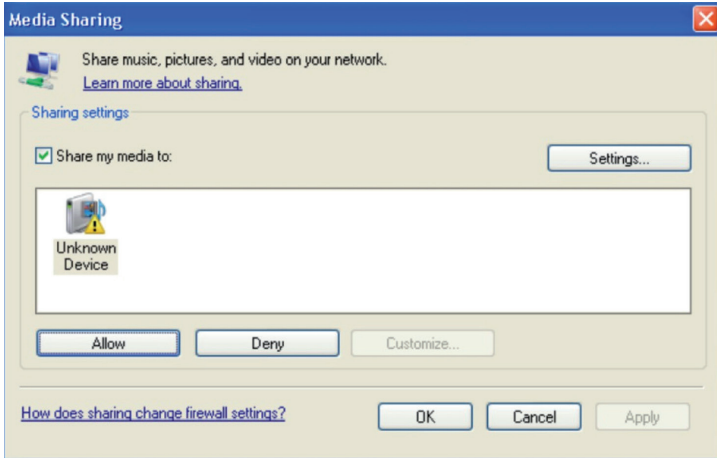 Media Sharing
Share music, pictures, and video on your network.
Learn more about sharing.
Sharing settings
Share my media to:
Settings...
Unknown
Device
Allow
Deny
Customize...
How does sharing change firewall settings?
OK
Cancel
Apply